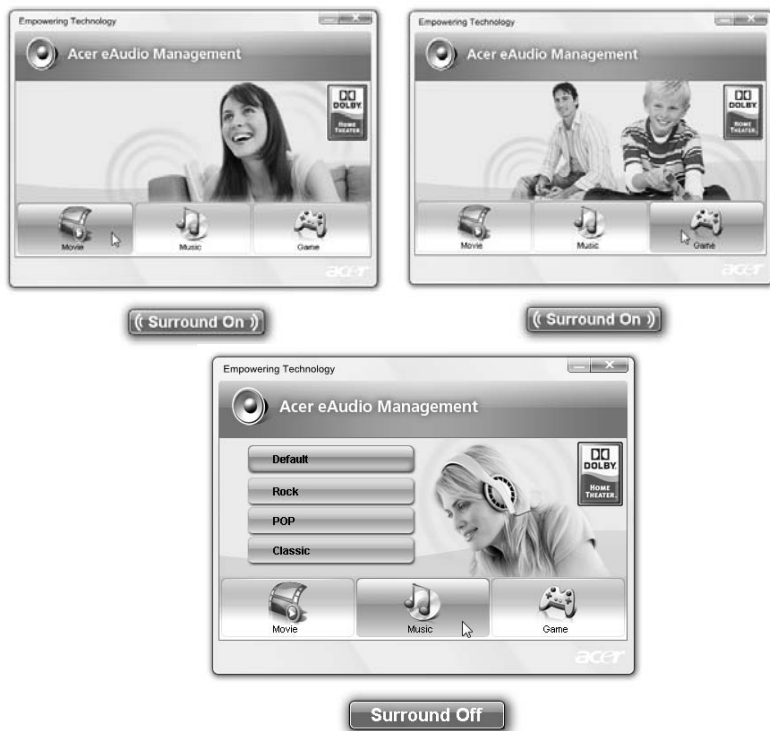 Empowering Technology
Acer eAudio Management
DOLBY
HOME
THEATER®
Movie
Music
Game
acer
(( Surround On ))
Empowering Technology
Acer eAudio Management
DOLBY
HOME
THEATER®
Movie
Music
Game
acer
(( Surround On ))
Empowering Technology
Acer eAudio Management
Default
Rock
POP
Classic
DOLBY
HOME
THEATER®
Movie
Music
Game
acer
Surround Off